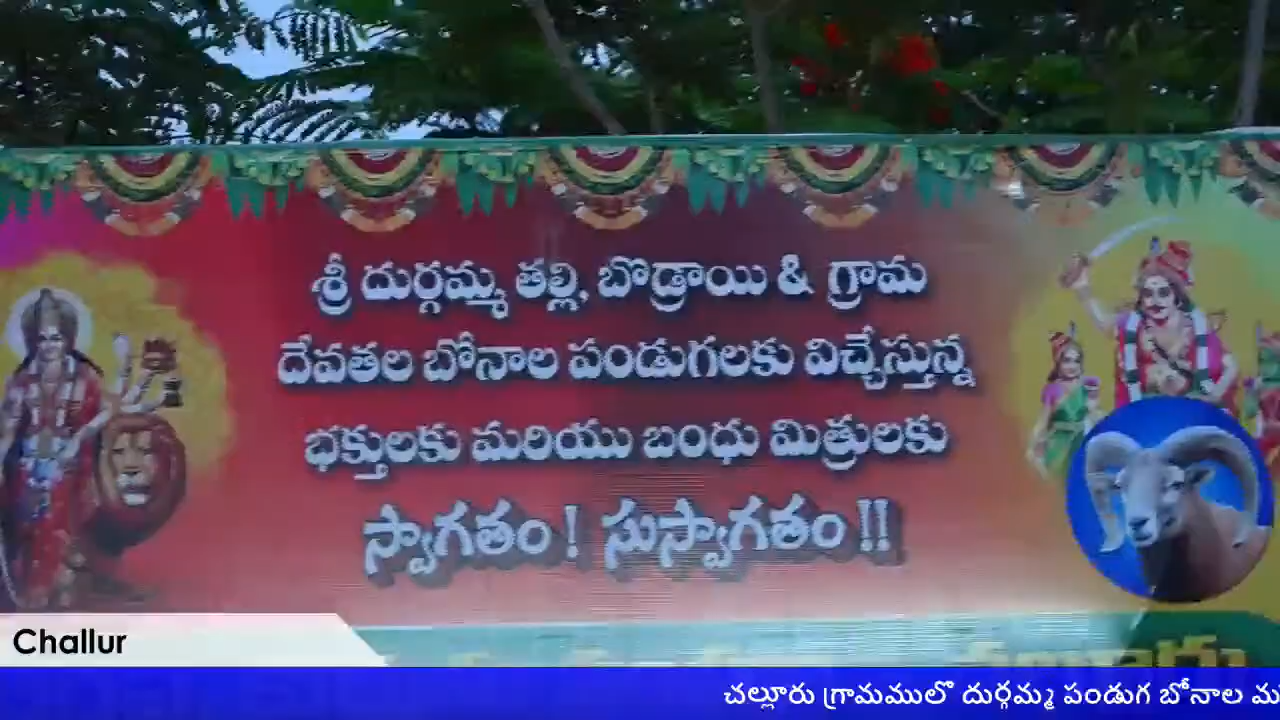 శ్రీ దుర్గమ్మ తల్లి, బొడ్రాయి & గ్రామ
దేవతల బోనాల పండుగలకు విచ్చేస్తున్న
భక్తులకు మరియు బంధు మిత్రులకు
స్వాగతం! సుస్వాగతం!!
Challur
చల్లూరు గ్రామములొ దుర్గమ్మ పండుగ బోనాల